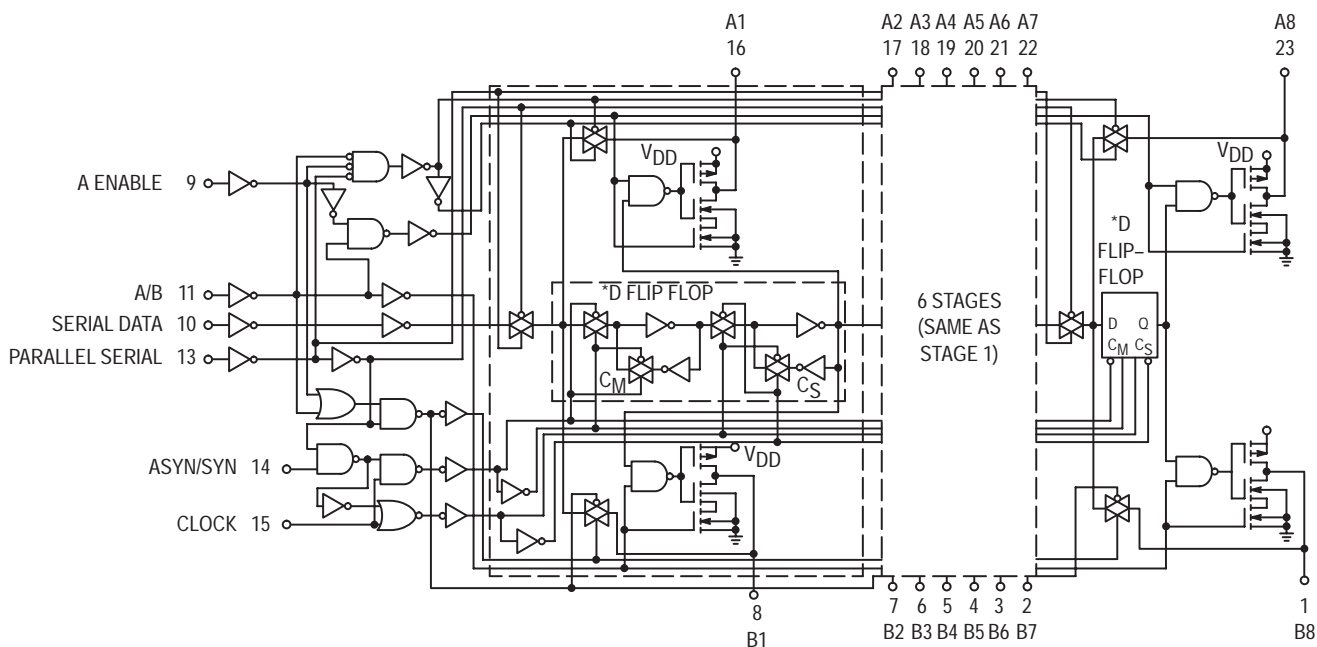 A1 A2 A3 A4 A5 A6 A7 A8
16 17 18 19 20 21 22 23
A ENABLE 9
VDD
VDD
*D
FLIP–
FLOP
A/B 11
SERIAL DATA 10
PARALLEL SERIAL 13
*D FLIP FLOP
CM
CS
6 STAGES
(SAME AS
STAGE 1)
D Q
CM CS
ASYN/SYN 14
CLOCK 15
VDD
8 7 6 5 4 3 2 1
B1 B2 B3 B4 B5 B6 B7 B8